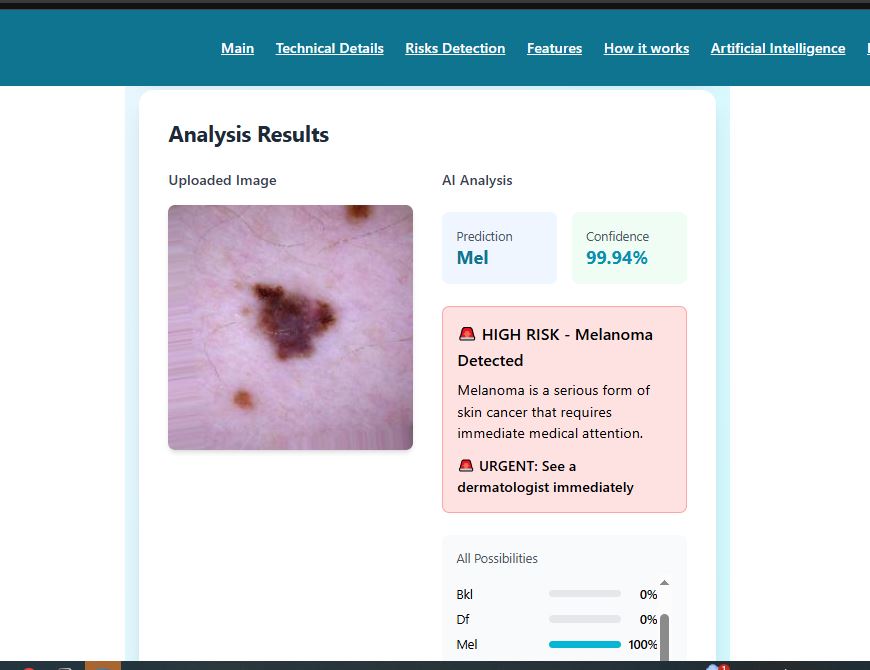 Main Technical Details Risks Detection Features How it works Artificial Intelligence
Analysis Results
Uploaded Image
AI Analysis
Prediction
Mel
Confidence
99.94%
🚨 HIGH RISK - Melanoma
Detected
Melanoma is a serious form of
skin cancer that requires
immediate medical attention.
🚨 URGENT: See a
dermatologist immediately
All Possibilities
Bkl 0%
Df 0%
Mel 100%